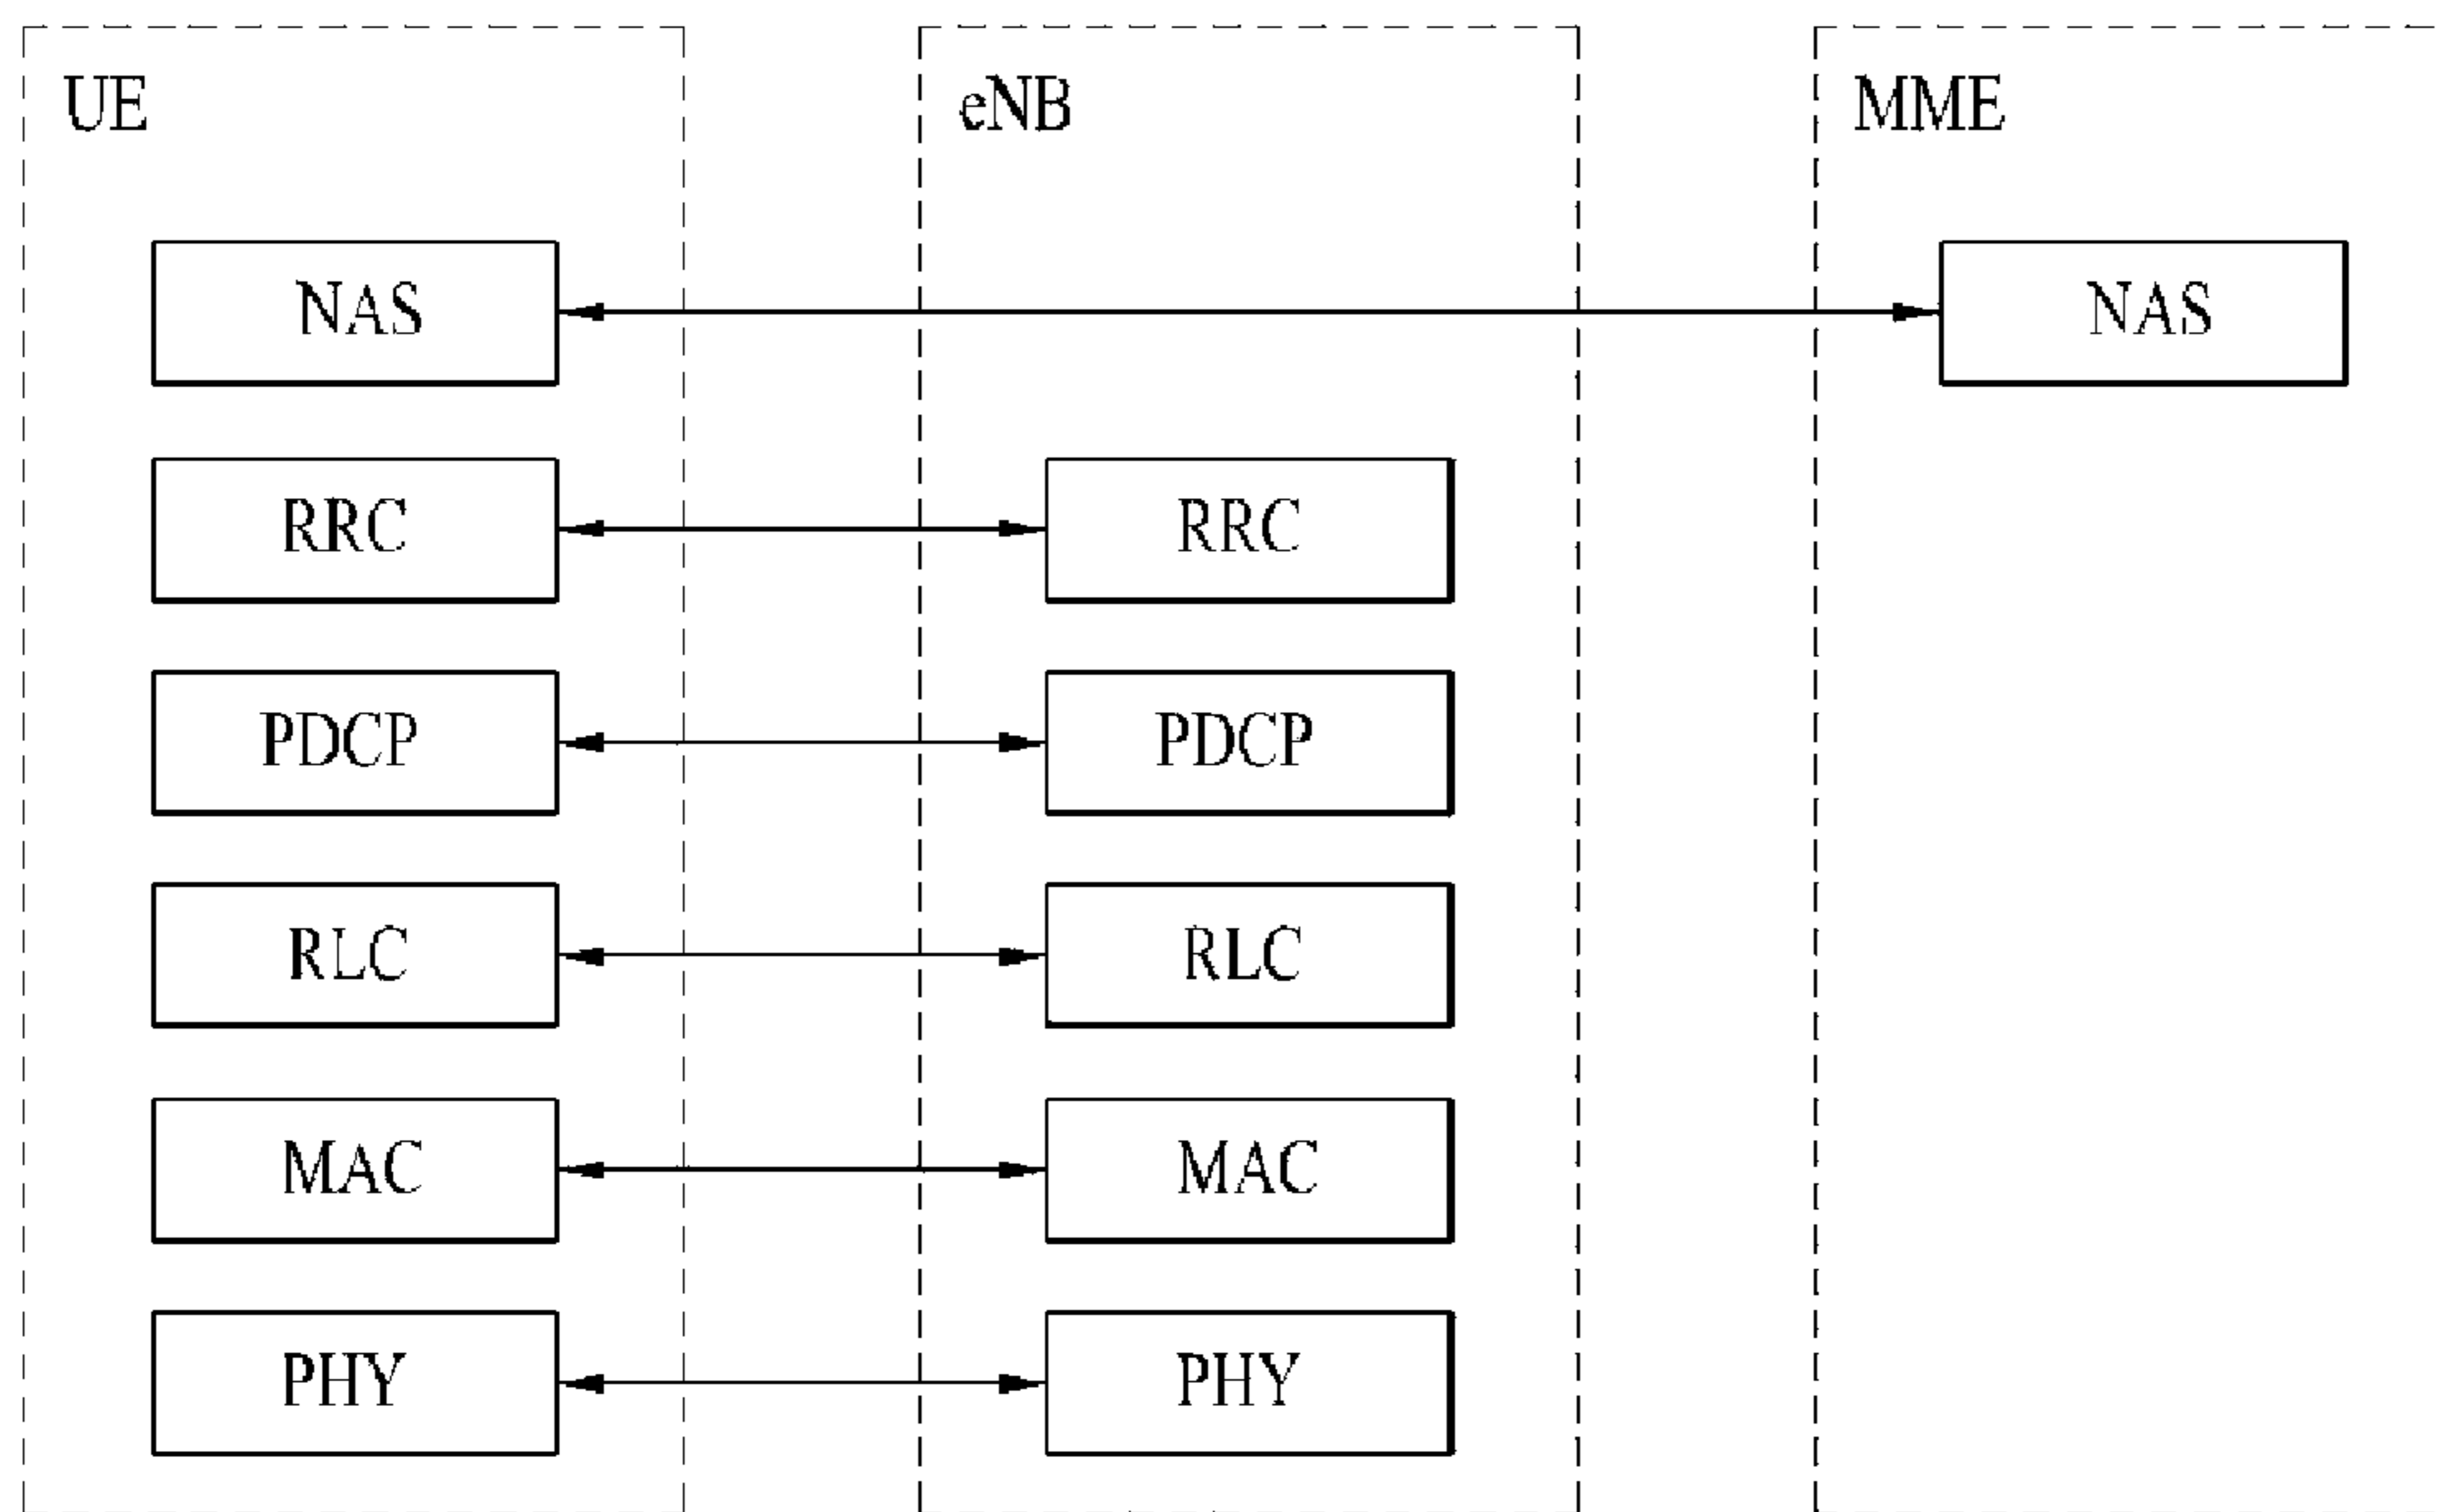 UE eNB MME
NAS NAS
RRC RRC
PDCP PDCP
RLC RLC
MAC MAC
PHY PHY